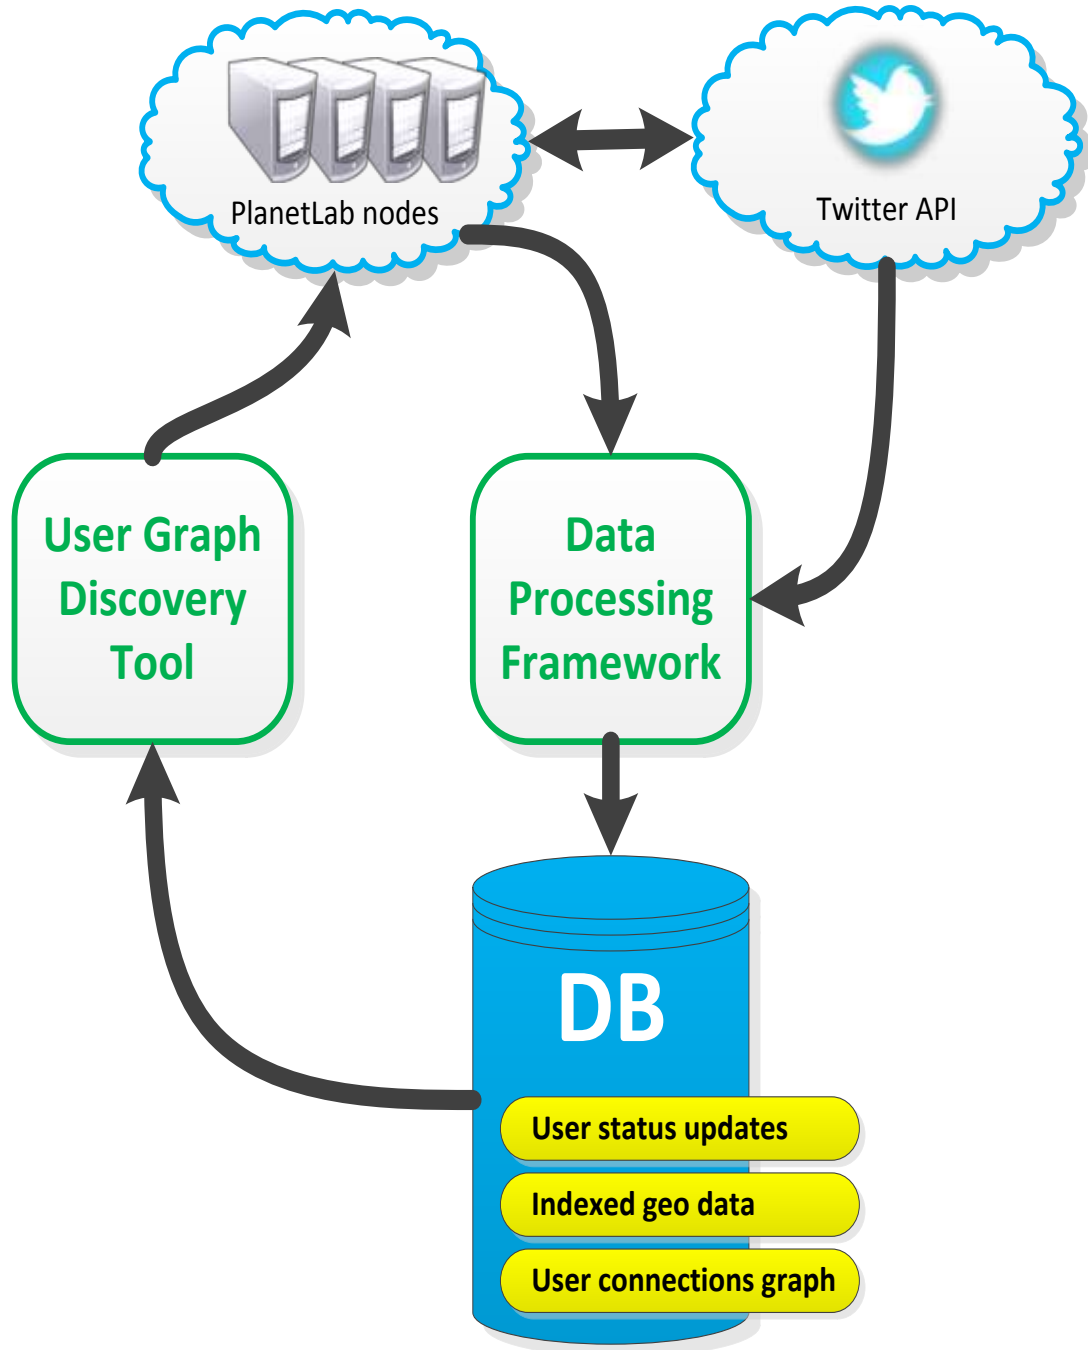 PlanetLab nodes
Twitter API
User Graph
Discovery
Tool
Data
Processing
Framework
DB
User status updates
Indexed geo data
User connections graph